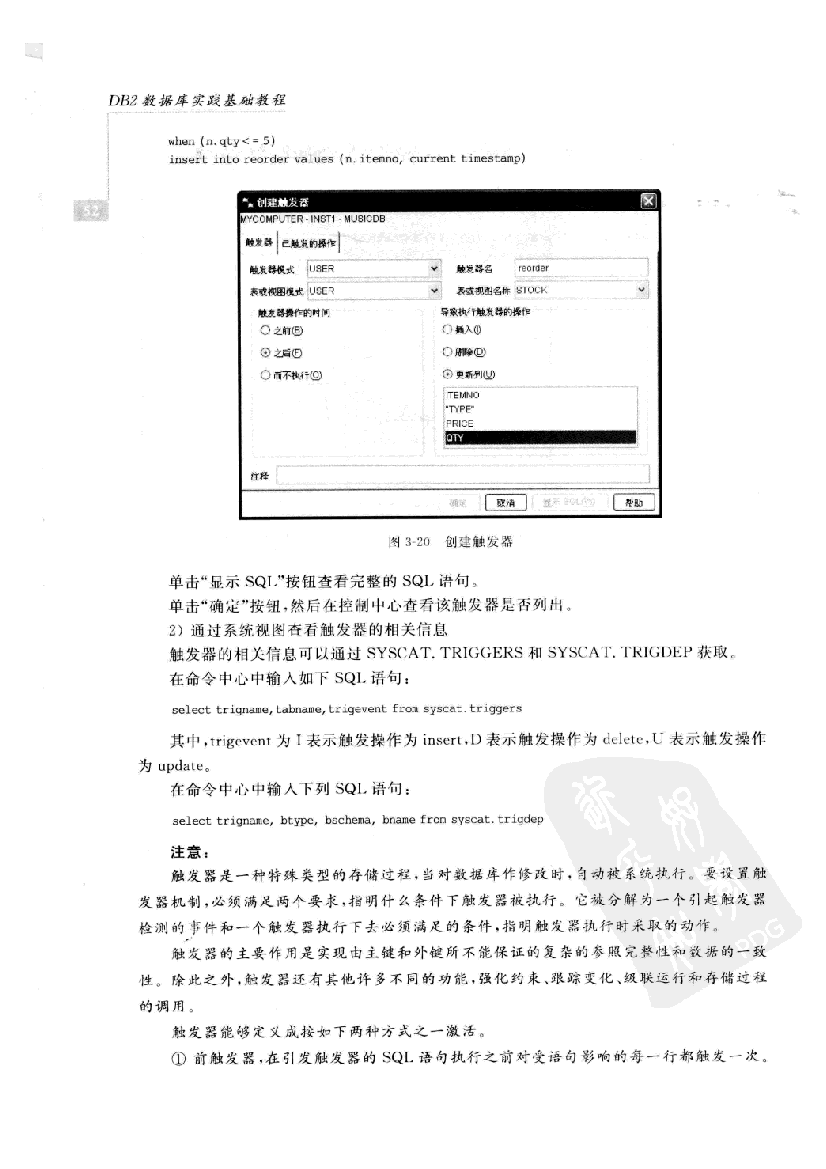 DB2 数据库实践基础教程
52
when (n.qty<=5)
insert into reorder values (n.itemno, current timestamp)
创建触发器
MYCOMPUTER - INST1 - MUSICDB
触发器 已触发的操作
触发器模式 USER 触发器名 reorder
表或视图模式 USER 表或视图名称 STOCK
触发器操作的时间 导致执行触发器的操作
之前(B) 插入(I)
之后(F) 删除(D)
而不执行(O) 更新列(U)
ITEMNO
"TYPE"
PRICE
QTY
注释
确定 取消 显示 SQL(S) 帮助
图 3-20 创建触发器
单击“显示 SQL”按钮查看完整的 SQL 语句。
单击“确定”按钮,然后在控制中心查看该触发器是否列出。
2) 通过系统视图查看触发器的相关信息
触发器的相关信息可以通过 SYSCAT. TRIGGERS 和 SYSCAT. TRIGDEP 获取。
在命令中心中输入如下 SQL 语句:
select trigname,tabname,trigevent from syscat.triggers
其中,trigevent 为 I 表示触发操作为 insert,D 表示触发操作为 delete,U 表示触发操作
为 update。
在命令中心中输入下列 SQL 语句:
select trigname, btype, bschema, bname from syscat.trigdep
注意:
触发器是一种特殊类型的存储过程,当对数据库作修改时,自动被系统执行。要设置触
发器机制,必须满足两个要求,指明什么条件下触发器被执行。它被分解为一个引起触发器
检测的事件和一个触发器执行下去必须满足的条件,指明触发器执行时采取的动作。
触发器的主要作用是实现由主键和外键所不能保证的复杂的参照完整性和数据的一致
性。除此之外,触发器还有其他许多不同的功能,强化约束、跟踪变化、级联运行和存储过程
的调用。
触发器能够定义成按如下两种方式之一激活。
① 前触发器,在引发触发器的 SQL 语句执行之前对受语句影响的每一行都触发一次。
PDG